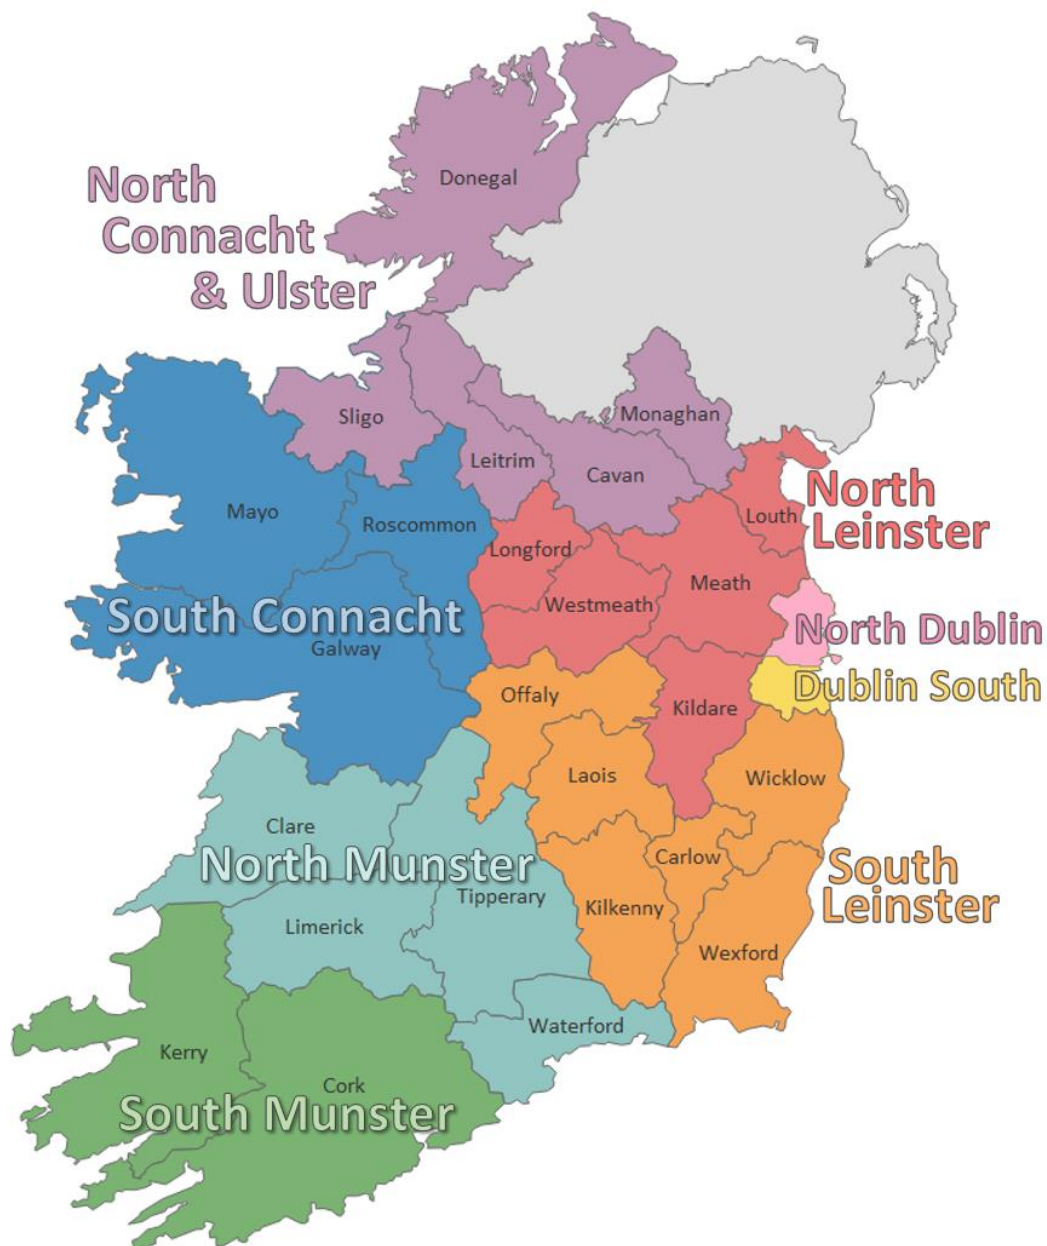 Donegal
North
Connacht
& Ulster
Sligo
Monaghan
Leitrim
Cavan
Mayo
Roscommon
Louth
North
Leinster
Longford
Meath
Westmeath
South Connacht
North Dublin
Galway
Offaly
Kildare
Dublin South
Laois
Wicklow
Clare
North Munster
Carlow
South
Leinster
Tipperary
Kilkenny
Limerick
Wexford
Waterford
Kerry
Cork
South Munster